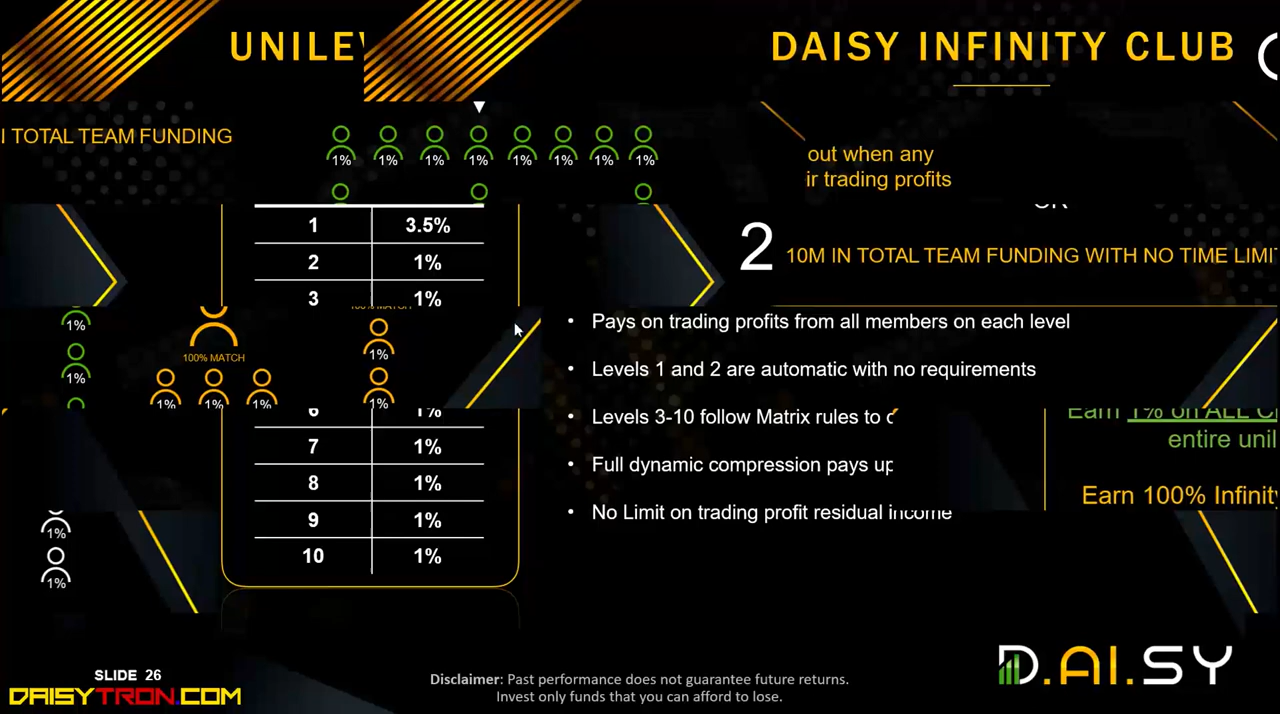 DAISY INFINITY CLUB
TOTAL TEAM FUNDING
1% 1% 1% 1% 1% 1% 1% 1%
out when any
trading profits
1 3.5%
2 1%
3 1%
2 10M IN TOTAL TEAM FUNDING WITH NO TIME
1%
1%
100% MATCH
1% 1% 1%
1%
1%
• Pays on trading profits from all members on each level
• Levels 1 and 2 are automatic with no requirements
• Levels 3-10 follow Matrix rules to
• Full dynamic compression pays
• No Limit on trading profit residual income
6 1%
7 1%
8 1%
9 1%
10 1%
Earn 1% on ALL
entire
Earn 100%
1%
1%
SLIDE 26
DAISYTRON.COM
Disclaimer: Past performance does not guarantee future returns.
Invest only funds that you can afford to lose.
D.AI.SY